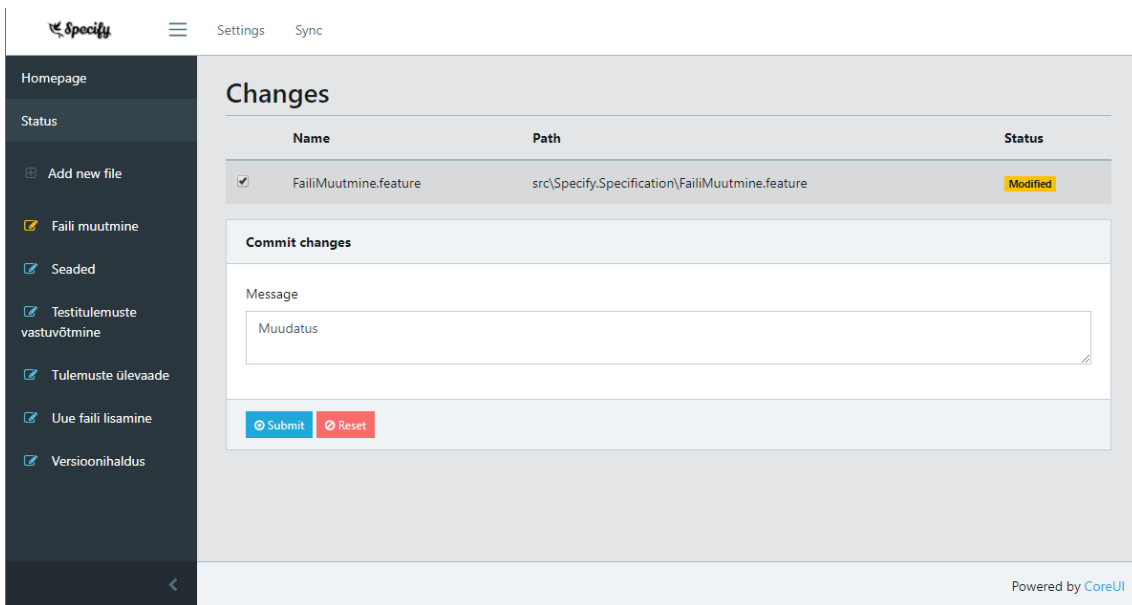 Specify
Settings Sync
Homepage
Status
Add new file
Faili muutmine
Seaded
Testitulemuste
vastuvõtmine
Tulemuste ülevaade
Uue faili lisamine
Versioonihaldus
Changes
Name Path Status
FailiMuutmine.feature src\Specify.Specification\FailiMuutmine.feature Modified
Commit changes
Message
Muudatus
Submit Reset
Powered by CoreUI